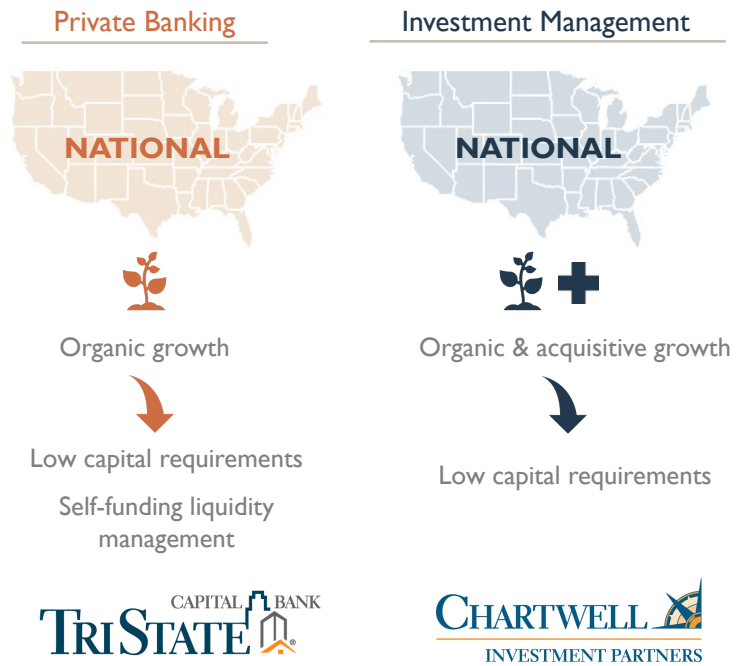 Private Banking
NATIONAL
Organic growth
Low capital requirements
Self-funding liquidity
management
TRISTATE
CAPITAL BANK
®
Investment Management
NATIONAL
Organic & acquisitive growth
Low capital requirements
CHARTWELL
INVESTMENT PARTNERS